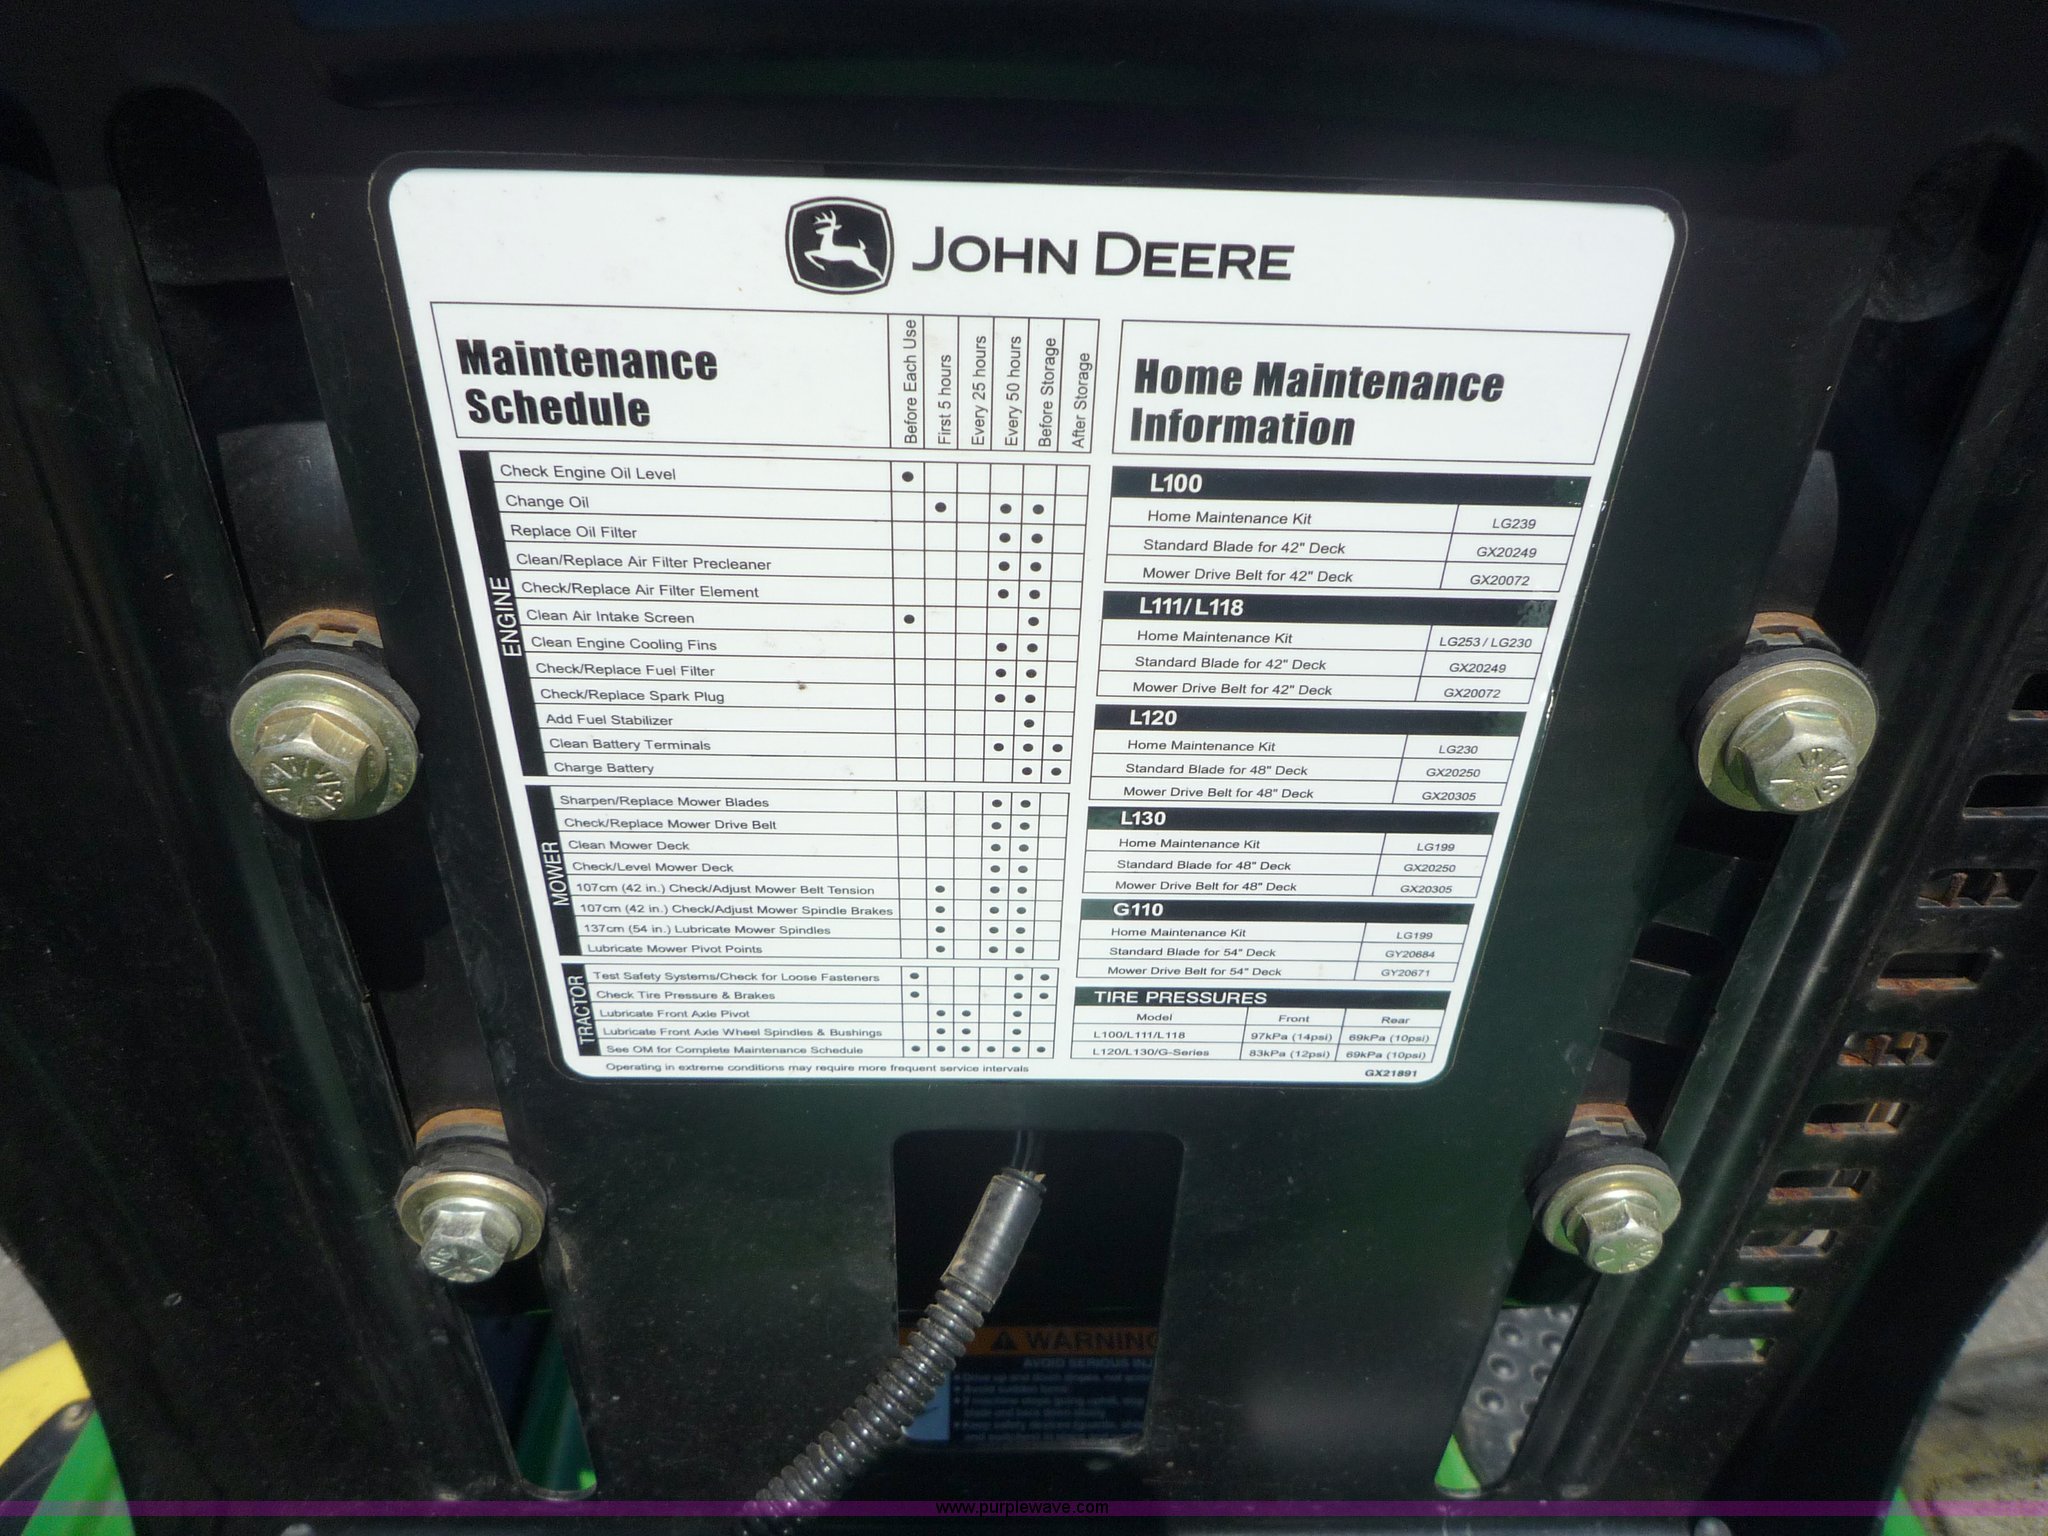 JOHN DEERE
Maintenance
Schedule
Before Each Use
First 5 hours
Every 25 hours
Every 50 hours
Before Storage
After Storage
ENGINE
Check Engine Oil Level
Change Oil
Replace Oil Filter
Clean/Replace Air Filter Precleaner
Check/Replace Air Filter Element
Clean Air Intake Screen
Clean Engine Cooling Fins
Check/Replace Fuel Filter
Check/Replace Spark Plug
Add Fuel Stabilizer
Clean Battery Terminals
Charge Battery
MOWER
Sharpen/Replace Mower Blades
Check/Replace Mower Drive Belt
Clean Mower Deck
Check/Level Mower Deck
107cm (42 in.) Check/Adjust Mower Belt Tension
107cm (42 in.) Check/Adjust Mower Spindle Brakes
137cm (54 in.) Lubricate Mower Spindles
Lubricate Mower Pivot Points
TRACTOR
Test Safety Systems/Check for Loose Fasteners
Check Tire Pressure & Brakes
Lubricate Front Axle Pivot
Lubricate Front Axle Wheel Spindles & Bushings
See OM for Complete Maintenance Schedule
Operating in extreme conditions may require more frequent service intervals
Home Maintenance
Information
L100
Home Maintenance Kit LG239
Standard Blade for 42" Deck GX20249
Mower Drive Belt for 42" Deck GX20072
L111/L118
Home Maintenance Kit LG253 / LG230
Standard Blade for 42" Deck GX20249
Mower Drive Belt for 42" Deck GX20072
L120
Home Maintenance Kit LG230
Standard Blade for 48" Deck GX20250
Mower Drive Belt for 48" Deck GX20305
L130
Home Maintenance Kit LG199
Standard Blade for 48" Deck GX20250
Mower Drive Belt for 48" Deck GX20305
G110
Home Maintenance Kit LG199
Standard Blade for 54" Deck GY20684
Mower Drive Belt for 54" Deck GY20671
TIRE PRESSURES
Model Front Rear
L100/L111/L118 97kPa (14psi) 69kPa (10psi)
L120/L130/G-Series 83kPa (12psi) 69kPa (10psi)
GX21891
WARNING
AVOID SERIOUS
www.purplewave.com